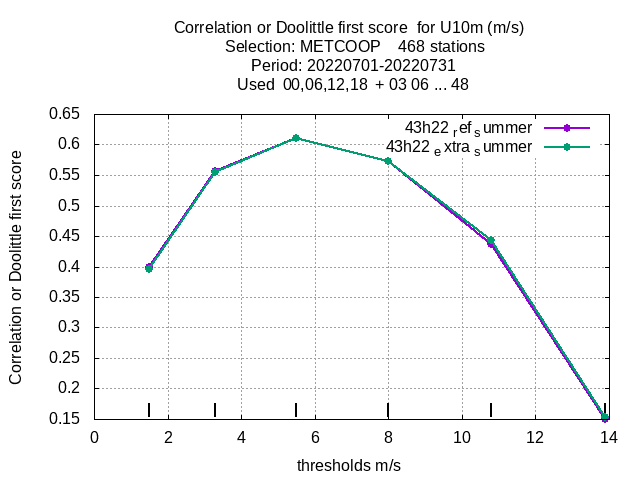 Correlation or Doolittle first score  for U10m (m/s)
Selection: METCOOP    468 stations
Period: 20220701-20220731
Used  00,06,12,18  + 03 06 ... 48
43h22 ref summer
43h22 extra summer
Correlation or Doolittle first score
0.65
0.6
0.55
0.5
0.45
0.4
0.35
0.3
0.25
0.2
0.15
0 2 4 6 8 10 12 14
thresholds m/s